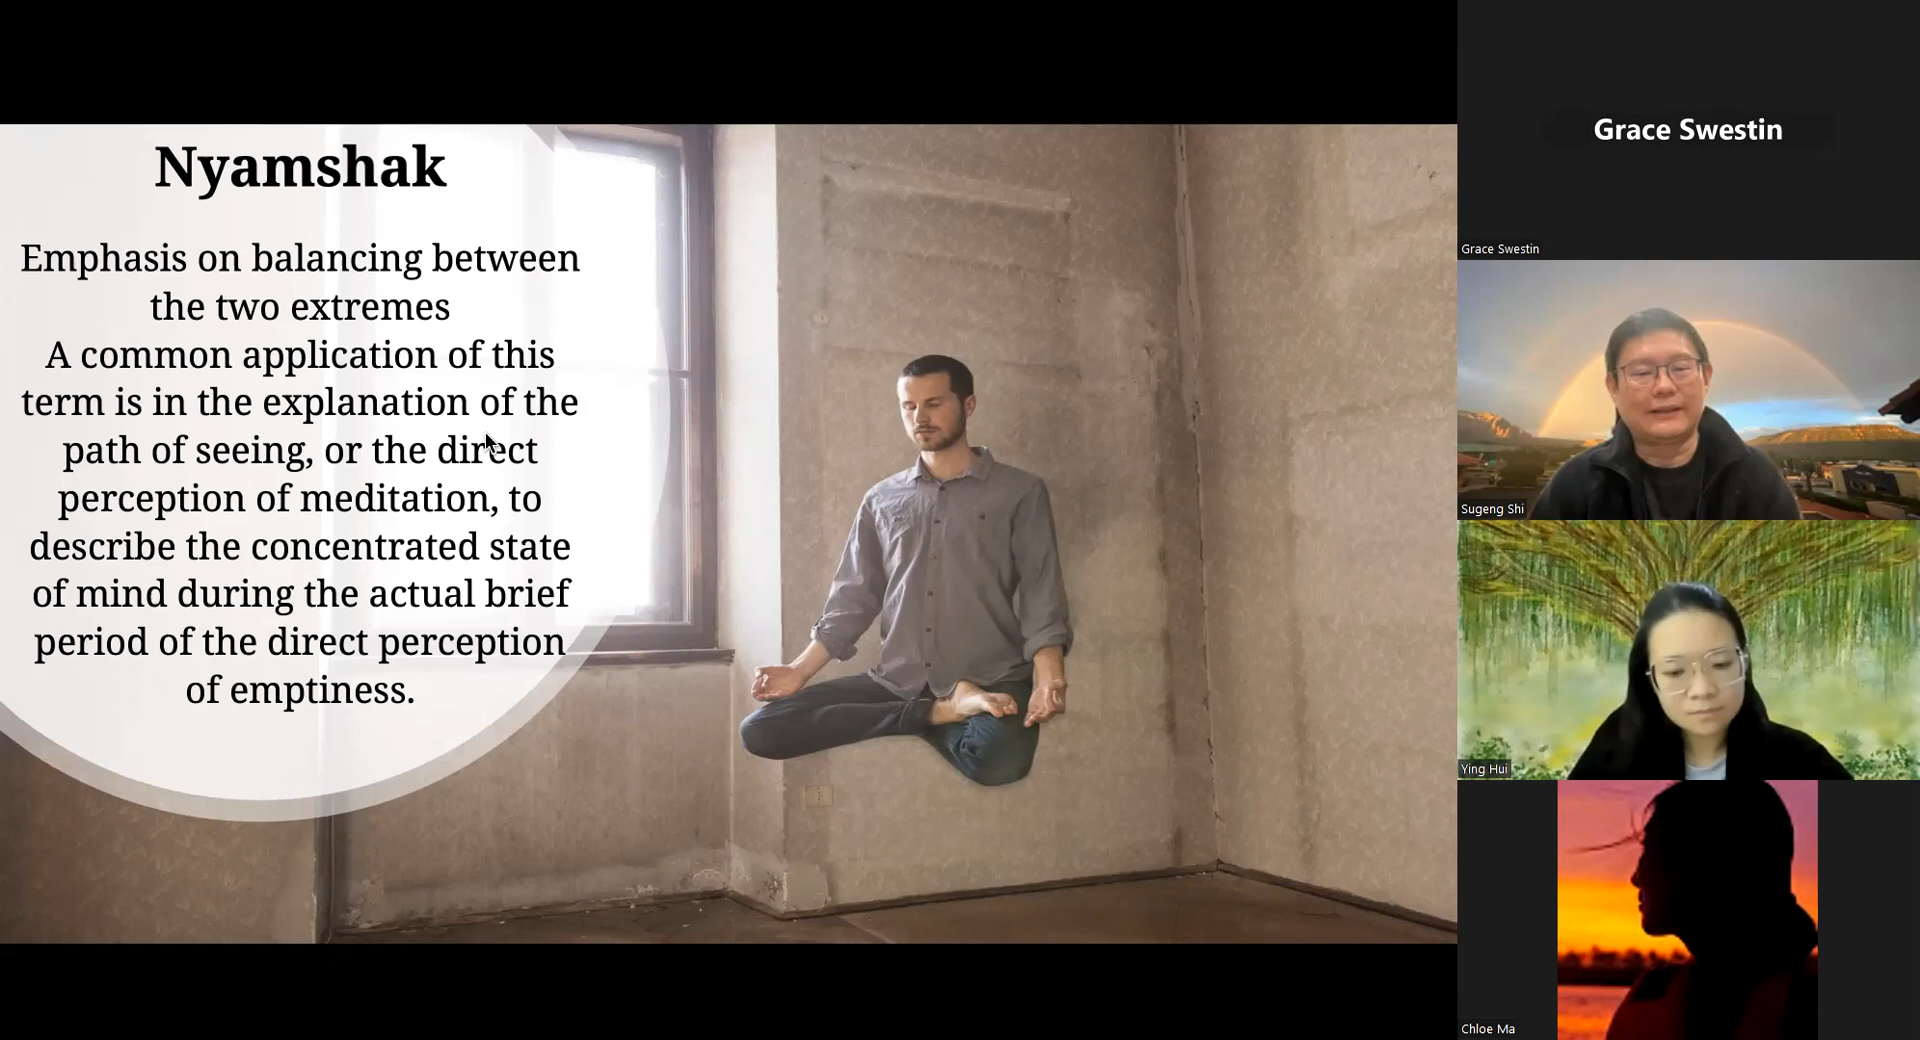 Nyamshak
Emphasis on balancing between
the two extremes
A common application of this
term is in the explanation of the
path of seeing, or the direct
perception of meditation, to
describe the concentrated state
of mind during the actual brief
period of the direct perception
of emptiness.
Grace Swestin
Grace Swestin
Sugeng Shi
Ying Hui
Chloe Ma